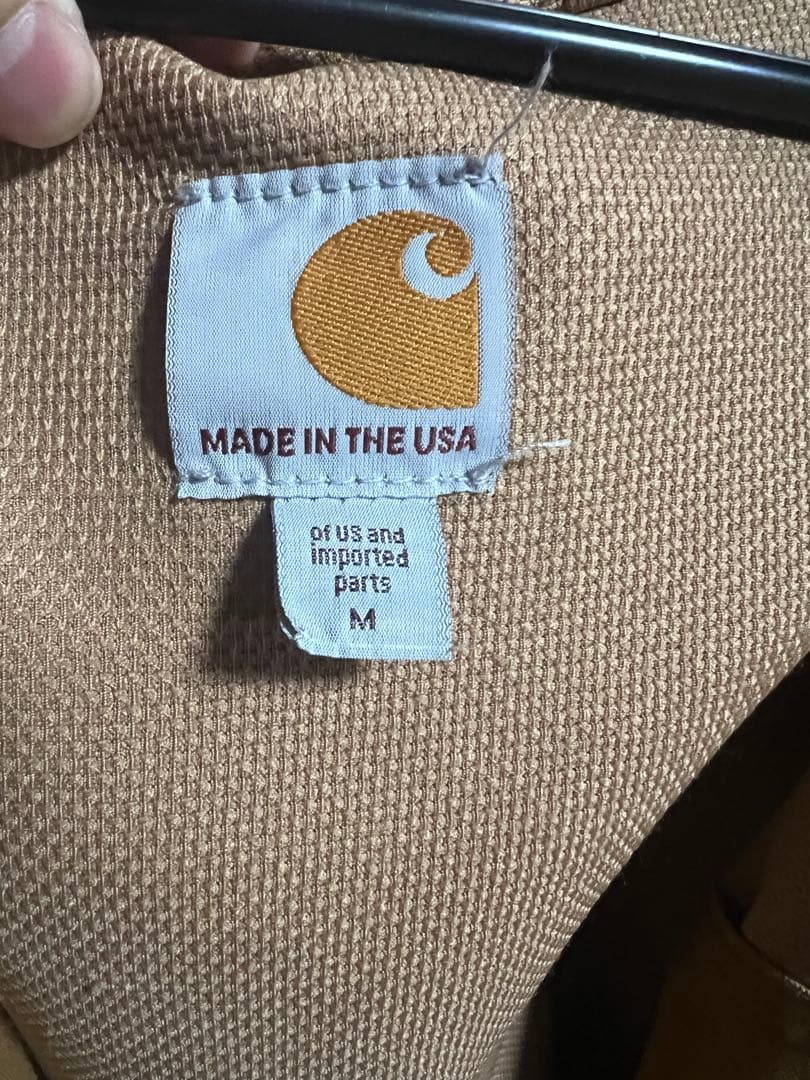 MADE IN THE USA
of US and
imported
parts
M